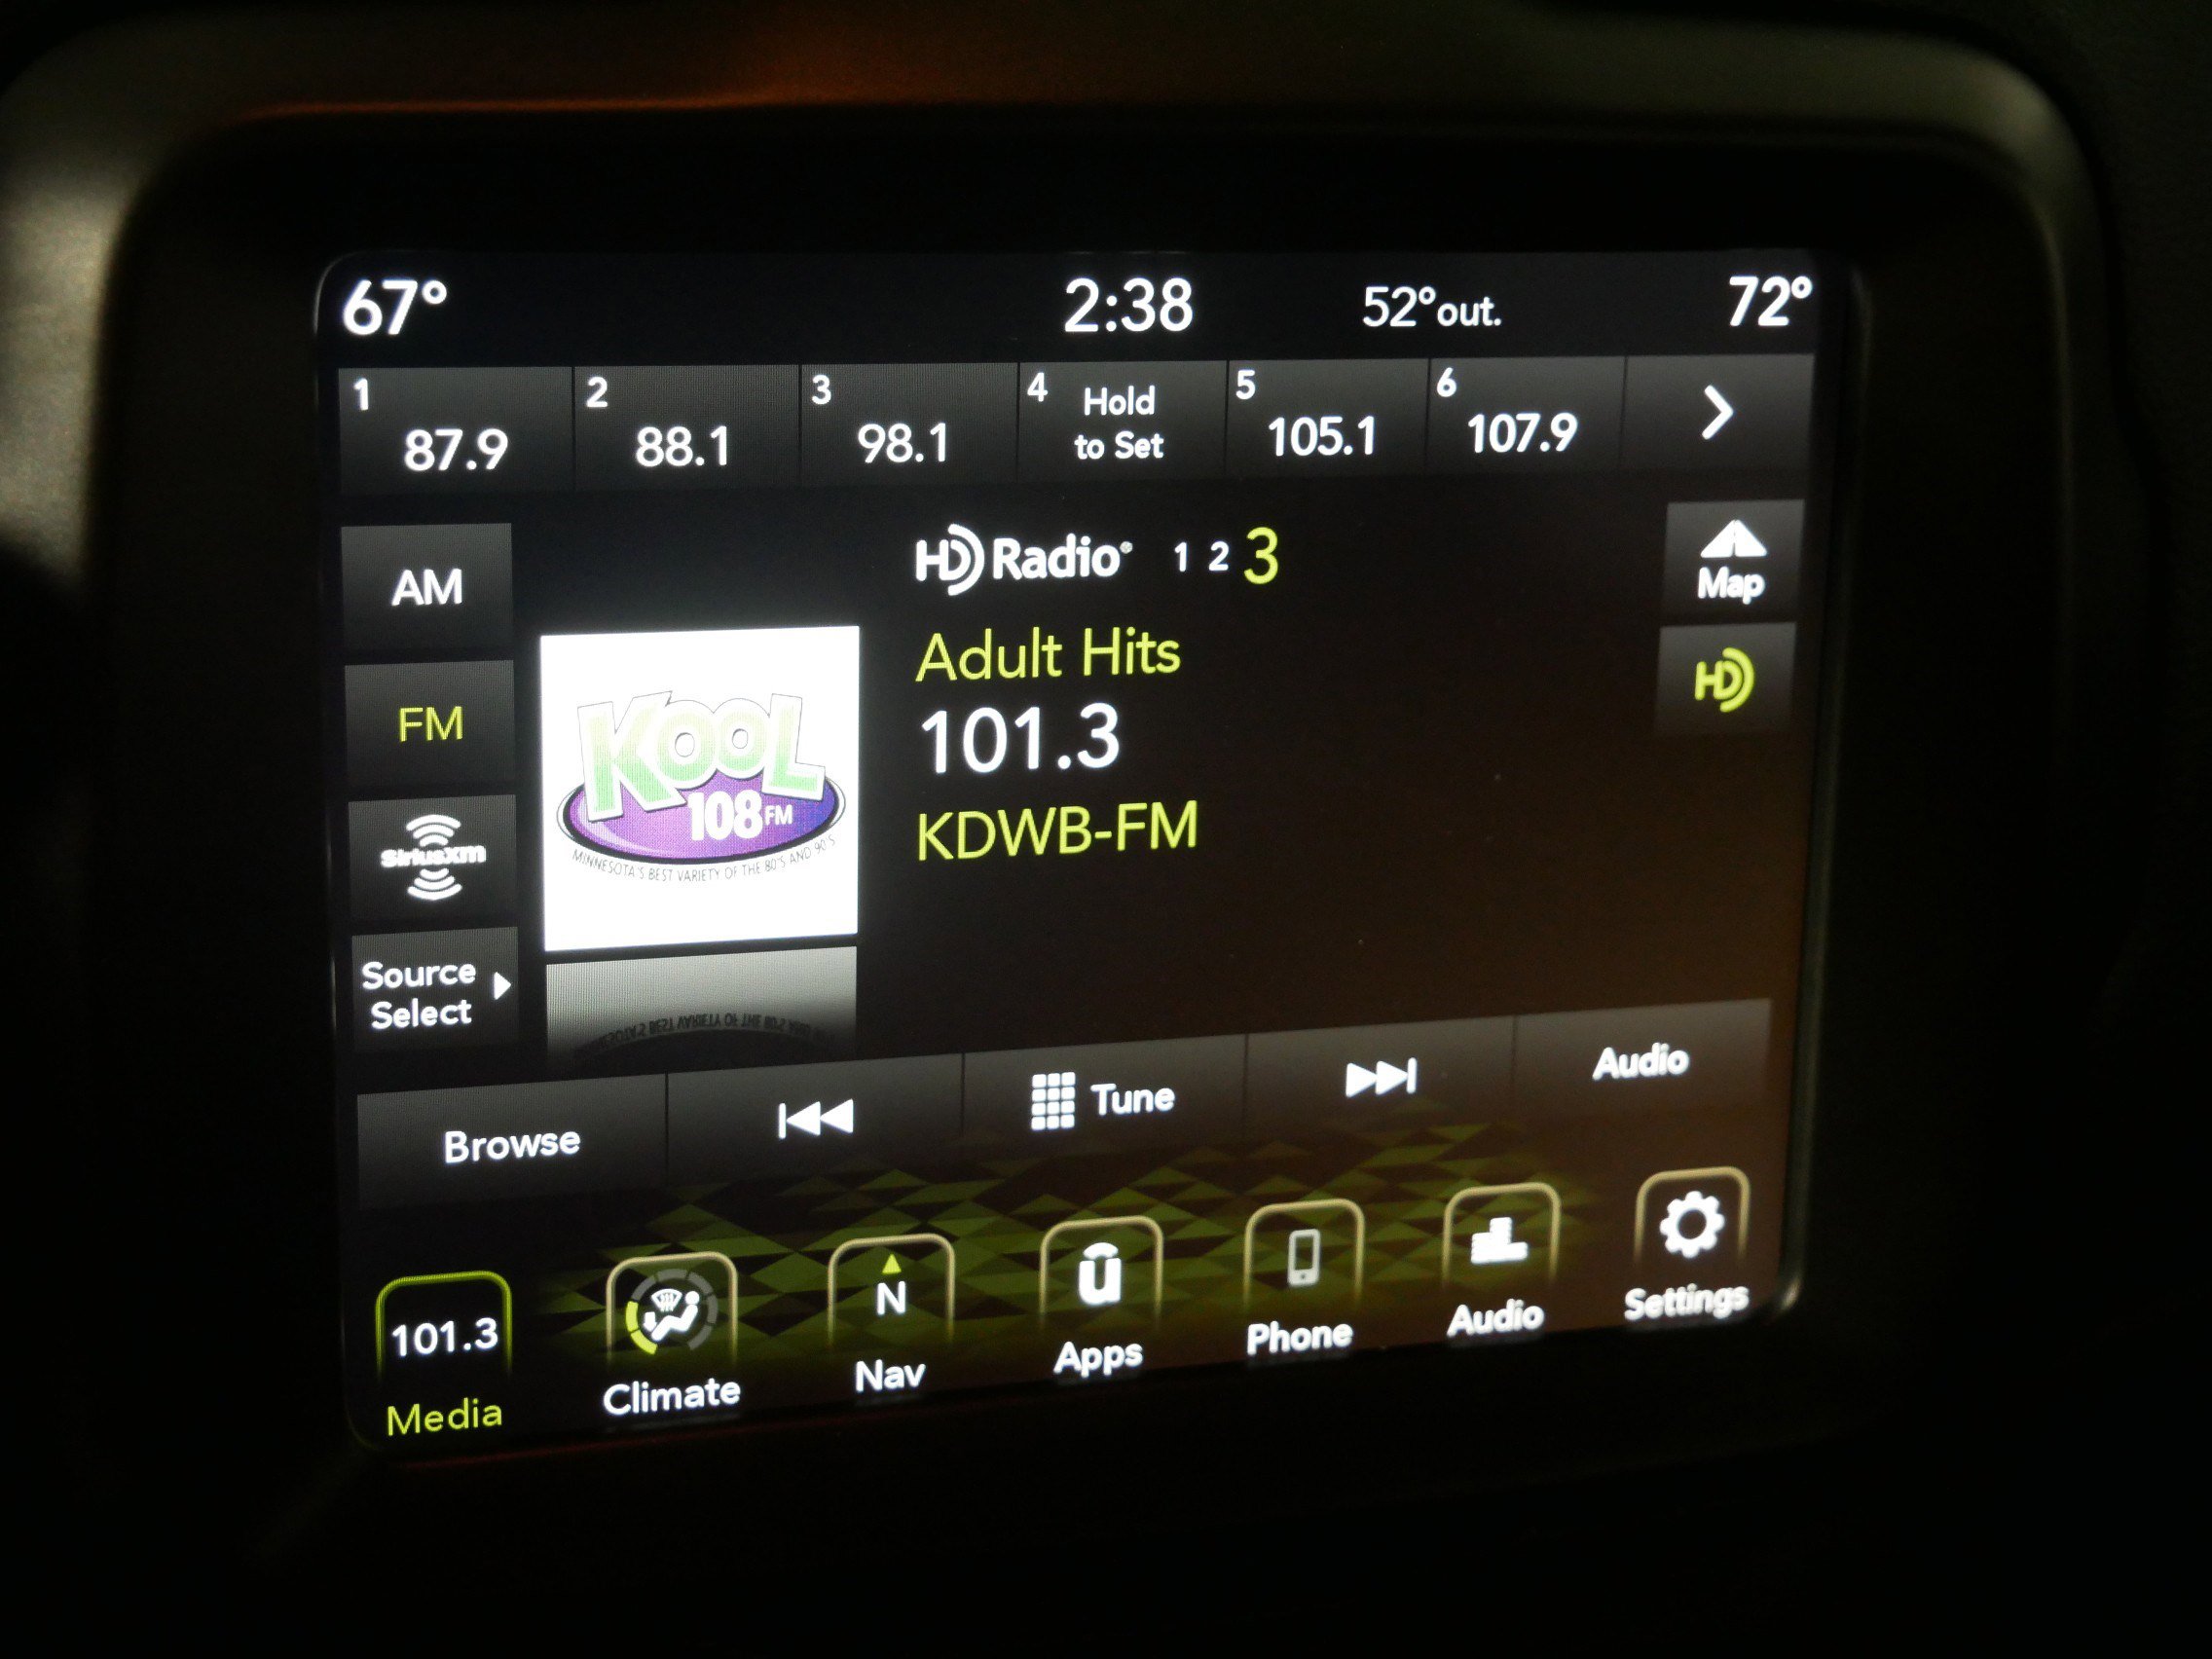 67° 2:38 52° out. 72°
1 2 3 4 Hold 5 6
87.9 88.1 98.1 to Set 105.1 107.9
HD Radio® 1 2 3
AM
Map
Adult Hits
HD
FM
101.3
KOOL
108 FM
MINNESOTA'S BEST VARIETY OF THE 80'S AND 90'S
KDWB-FM
SiriusXM
Source
Select
Browse
Tune
Audio
101.3
Media
Climate
N
Nav
ū
Apps
Phone
Audio
Settings